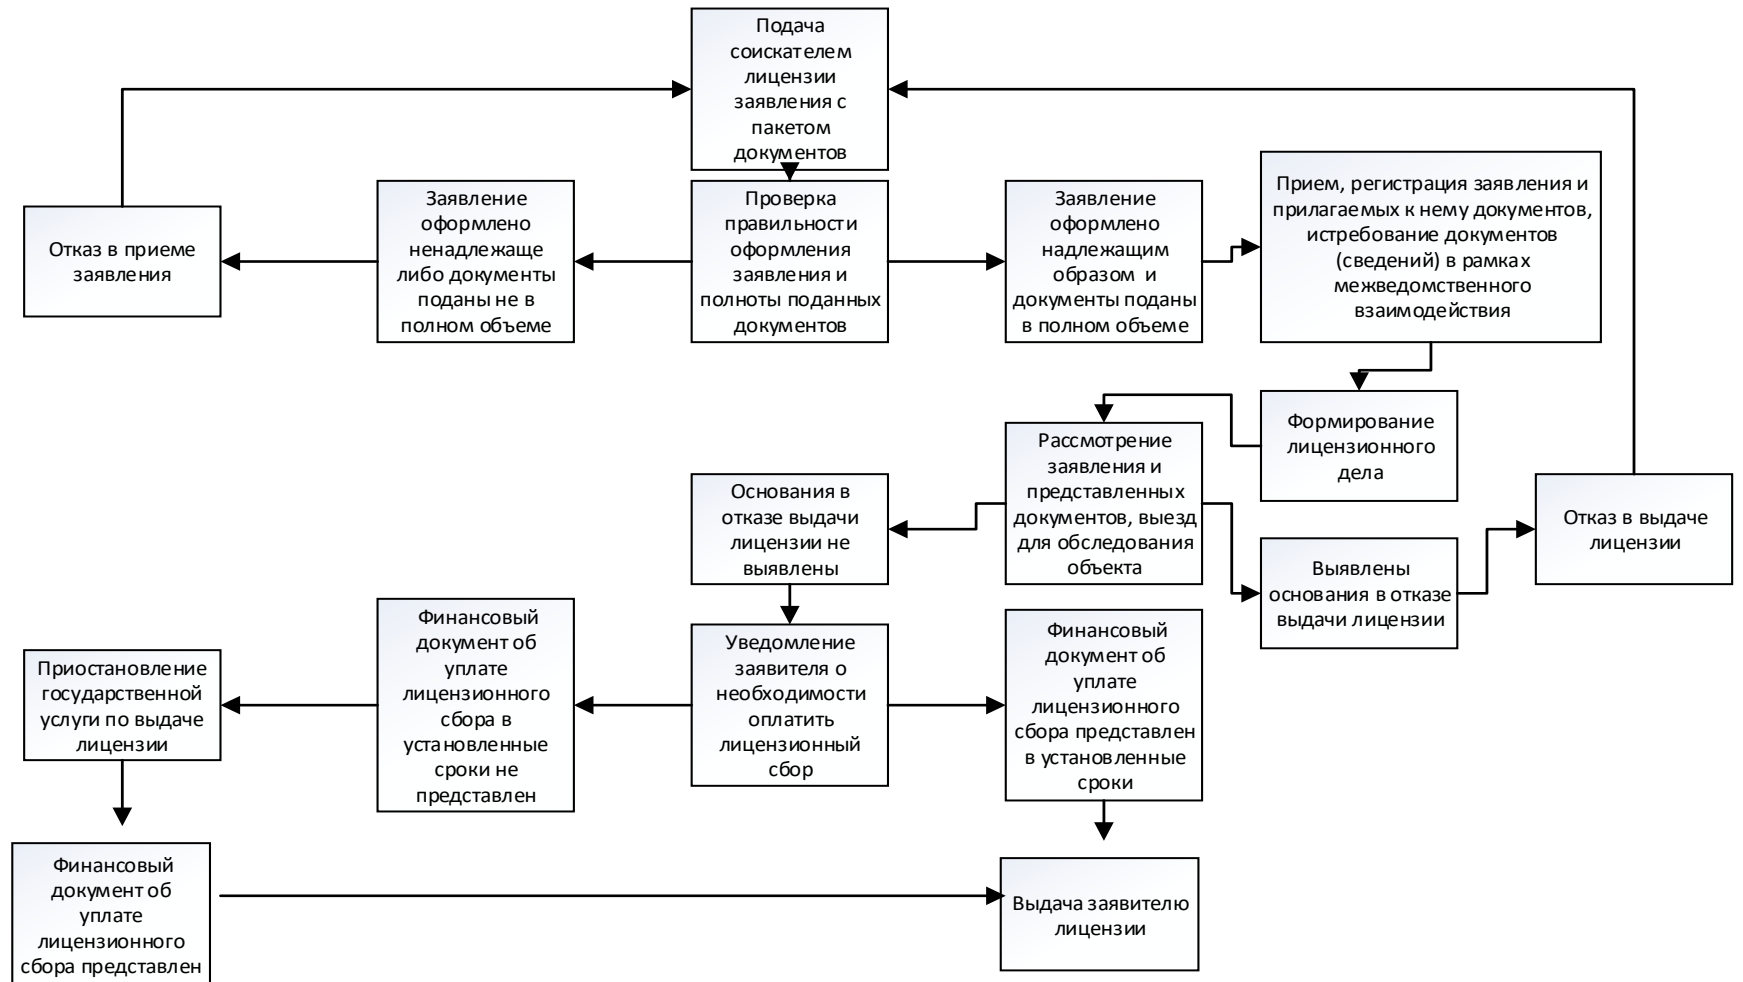 Подача
соискателем
лицензии
заявления с
пакетом
документов
Отказ в приеме
заявления
Заявление
оформлено
ненадлежаще
либо документы
поданы не в
полном объеме
Проверка
правильности
оформления
заявления и
полноты поданных
документов
Заявление
оформлено
надлежащим
образом и
документы поданы
в полном объеме
Прием, регистрация заявления и
прилагаемых к нему документов,
истребование документов
(сведений) в рамках
межведомственного
взаимодействия
Формирование
лицензионного
дела
Рассмотрение
заявления и
представленных
документов, выезд
для обследования
объекта
Основания в
отказе выдачи
лицензии не
выявлены
Выявлены
основания в отказе
выдачи лицензии
Отказ в выдаче
лицензии
Приостановление
государственной
услуги по выдаче
лицензии
Финансовый
документ об
уплате
лицензионного
сбора в
установленные
сроки не
представлен
Уведомление
заявителя о
необходимости
оплатить
лицензионный
сбор
Финансовый
документ об
уплате
лицензионного
сбора представлен
в установленные
сроки
Финансовый
документ об
уплате
лицензионного
сбора представлен
Выдача заявителю
лицензии